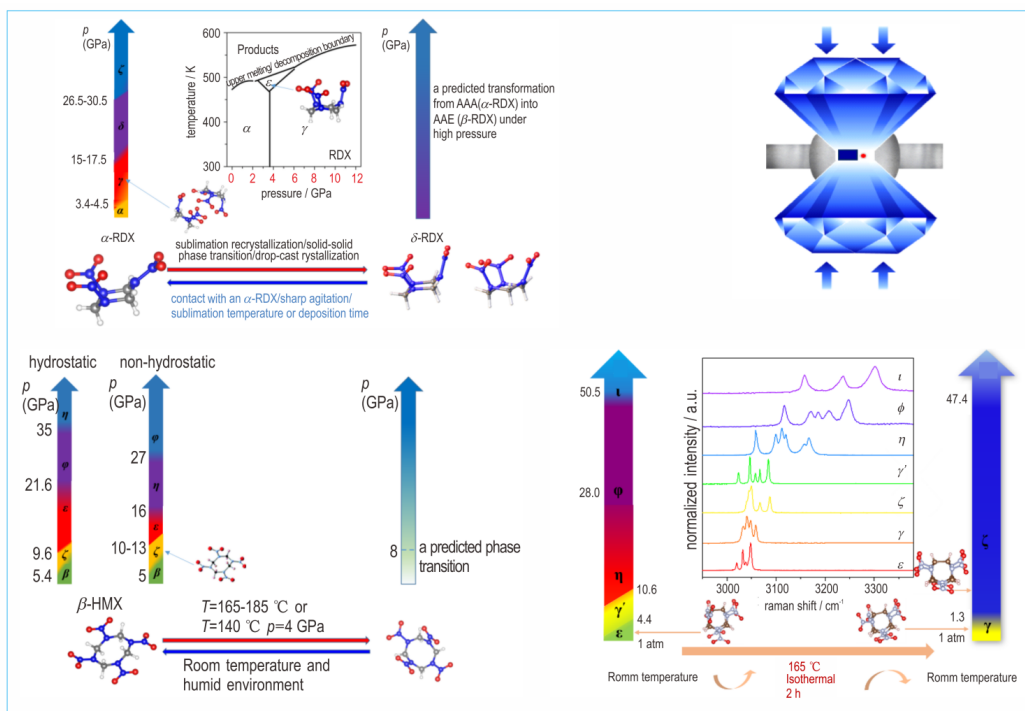 p
(GPa)
ζ
26.5-30.5
δ
15-17.5
γ
3.4-4.5
α
600
500
400
300
temperature / K
Products
upper melting/ decomposition boundary
ε
α
γ
RDX
0 2 4 6 8 10 12
pressure / GPa
p
(GPa)
a predicted transformation
from AAA(α-RDX) into
AAE (β-RDX) under
high pressure
α-RDX
sublimation recrystallization/solid-solid
phase transition/drop-cast rystallization
δ-RDX
contact with an α-RDX/sharp agitation/
sublimation temperature or deposition time
hydrostatic
p
(GPa)
η
35
φ
21.6
ε
9.6
ζ
5.4
β
non-hydrostatic
p
(GPa)
φ
27
η
16
ε
10-13
ζ
5
β
p
(GPa)
8
a predicted phase
transition
β-HMX
T=165-185 ℃ or
T=140 ℃ p=4 GPa
Room temperature and
humid environment
50.5
ι
28.0
φ
η
10.6
γ′
4.4
ε
1 atm
normalized intensity / a.u.
ι
ϕ
η
γ′
ζ
γ
ε
3000 3100 3200 3300
raman shift / cm⁻¹
47.4
ζ
1.3
γ
1 atm
Romm temperature
165 ℃
Isothermal
2 h
Romm temperature